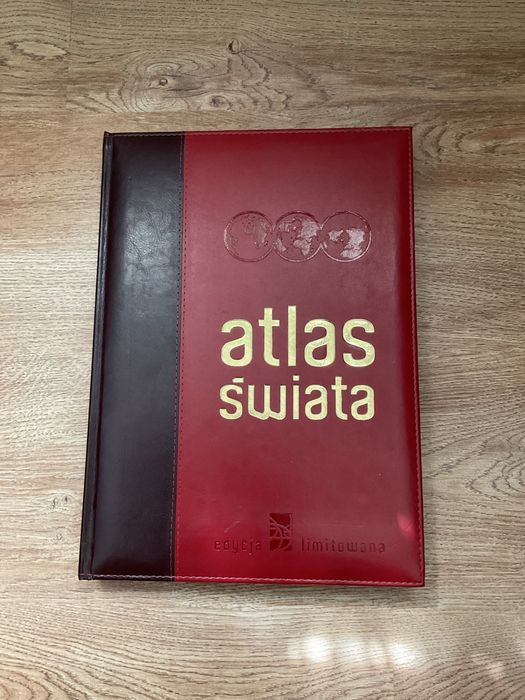 atlas
świata
edycja limitowana